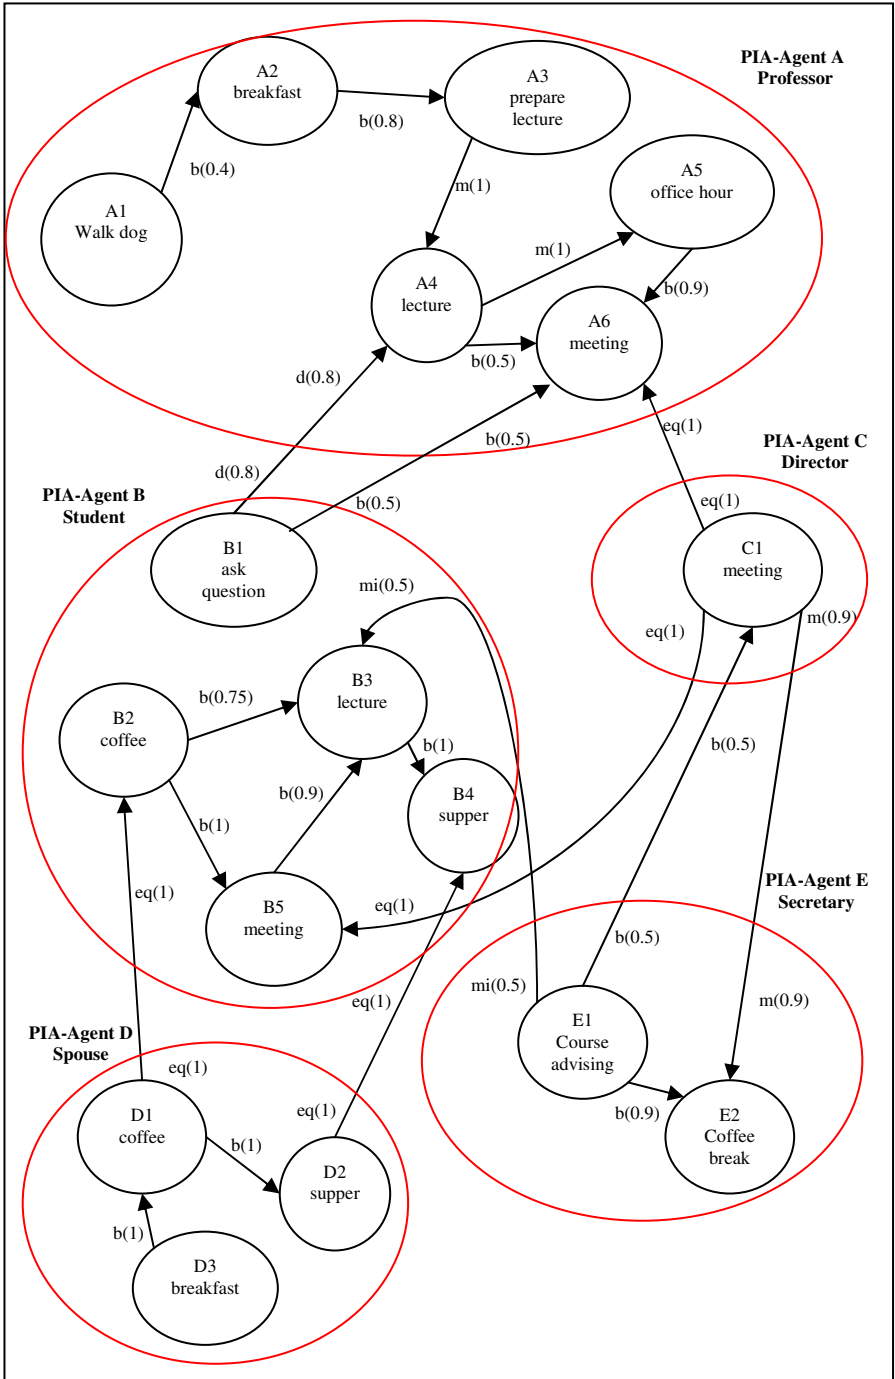 PIA-Agent A
Professor
A2
breakfast
A3
prepare
lecture
b(0.8)
b(0.4)
A1
Walk dog
m(1)
A5
office hour
m(1)
A4
lecture
b(0.9)
A6
meeting
b(0.5)
d(0.8)
b(0.5)
eq(1)
PIA-Agent C
Director
d(0.8)
b(0.5)
eq(1)
PIA-Agent B
Student
B1
ask
question
C1
meeting
mi(0.5)
eq(1)
m(0.9)
B3
lecture
b(0.75)
B2
coffee
b(1)
b(0.5)
b(0.9)
B4
supper
b(1)
eq(1)
B5
meeting
eq(1)
PIA-Agent E
Secretary
b(0.5)
mi(0.5)
eq(1)
m(0.9)
PIA-Agent D
Spouse
E1
Course
advising
eq(1)
eq(1)
b(0.9)
D1
coffee
b(1)
E2
Coffee
break
D2
supper
b(1)
D3
breakfast